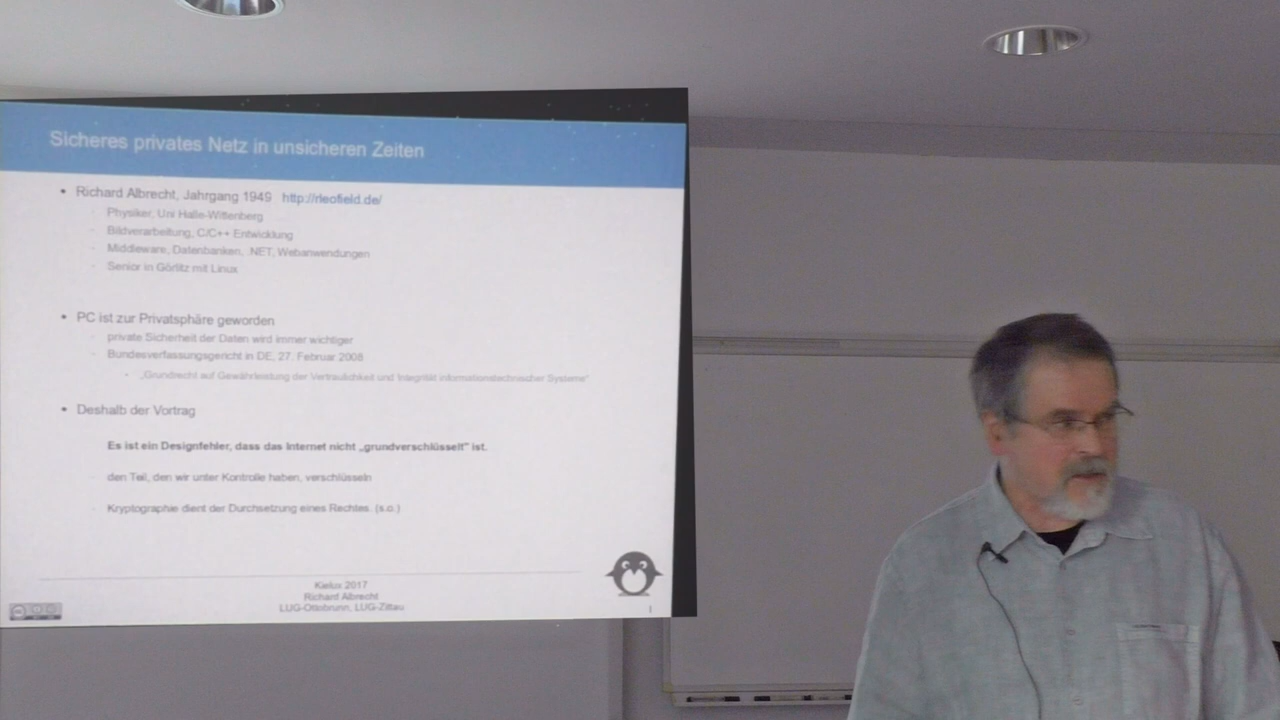 Sicheres privates Netz in unsicheren Zeiten
Richard Albrecht, Jahrgang 1949 http://rleofield.de/
Physiker, Uni Halle-Wittenberg
Bildverarbeitung, C/C++ Entwicklung
Middleware, Datenbanken, .NET, Webanwendungen
Senior in Görlitz mit Linux
PC ist zur Privatsphäre geworden
private Sicherheit der Daten wird immer wichtiger
Bundesverfassungsgericht in DE, 27. Februar 2008
„Grundrecht auf Gewährleistung der Vertraulichkeit und Integrität informationstechnischer Systeme“
Deshalb der Vortrag
Es ist ein Designfehler, dass das Internet nicht „grundverschlüsselt“ ist.
den Teil, den wir unter Kontrolle haben, verschlüsseln
Kryptographie dient der Durchsetzung eines Rechtes. (s.o.)
Kielux 2017
Richard Albrecht
LUG-Ottobrunn, LUG-Zittau
1